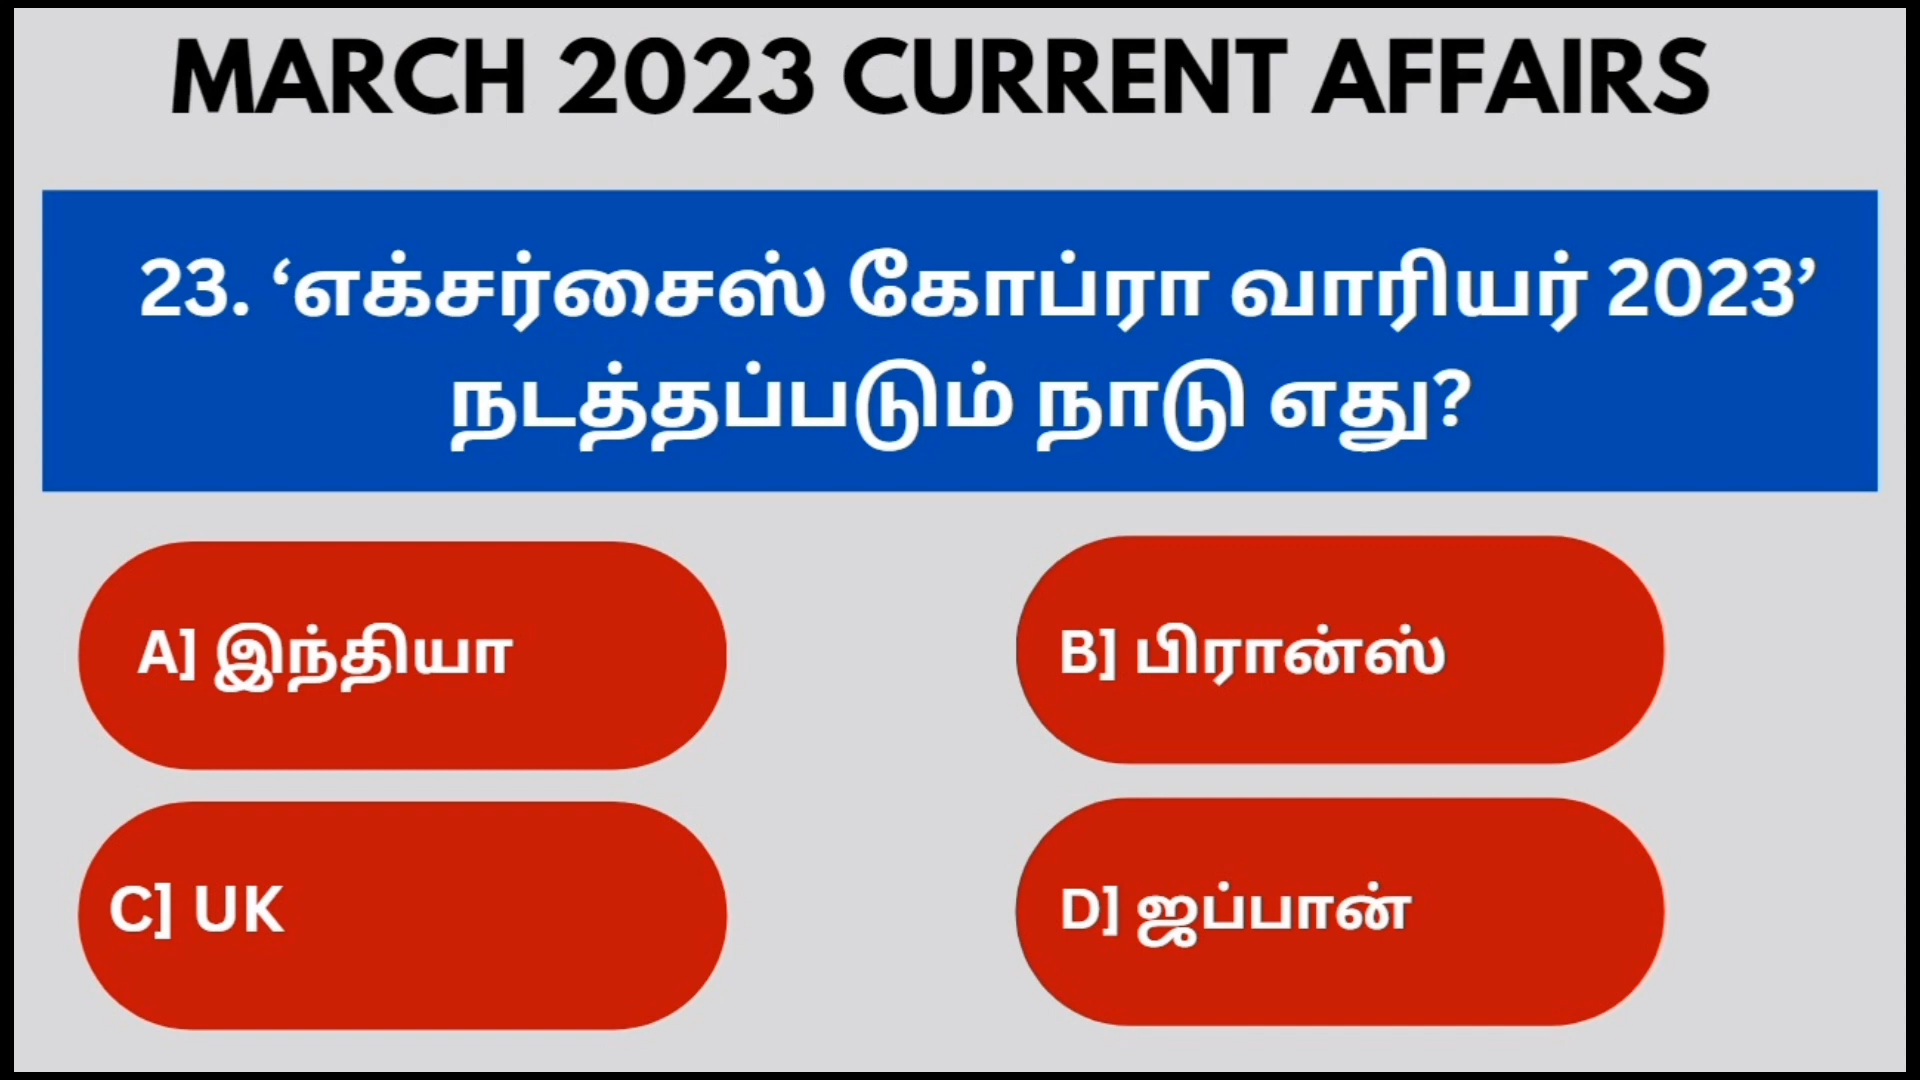 MARCH 2023 CURRENT AFFAIRS
23. ‘எக்சர்சைஸ் கோப்ரா வாரியர் 2023’
நடத்தப்படும் நாடு எது?
A] இந்தியா
B] பிரான்ஸ்
C] UK
D] ஜப்பான்